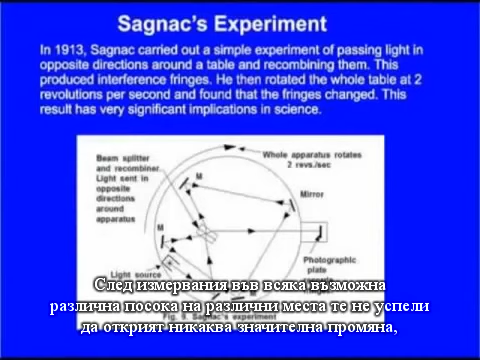 Sagnac's Experiment
In 1913, Sagnac carried out a simple experiment of passing light in
opposite directions around a table and recombining them. This
produced interference fringes. He then rotated the whole table at 2
revolutions per second and found that the fringes changed. This
result has very significant implications in science.
Beam splitter
and recombiner.
Light sent in
opposite
directions
around
apparatus
M
Whole apparatus rotates
2 revs./sec
Mirror
M
Light source
Photographic
plate
След измервания във всяка възможна
различна посока на различни места те не успели
да открият никаква значителна промяна,
Fig. 9. Sagnac's experiment